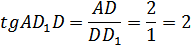 tgAD₁D = AD/DD₁ = 2/1 = 2